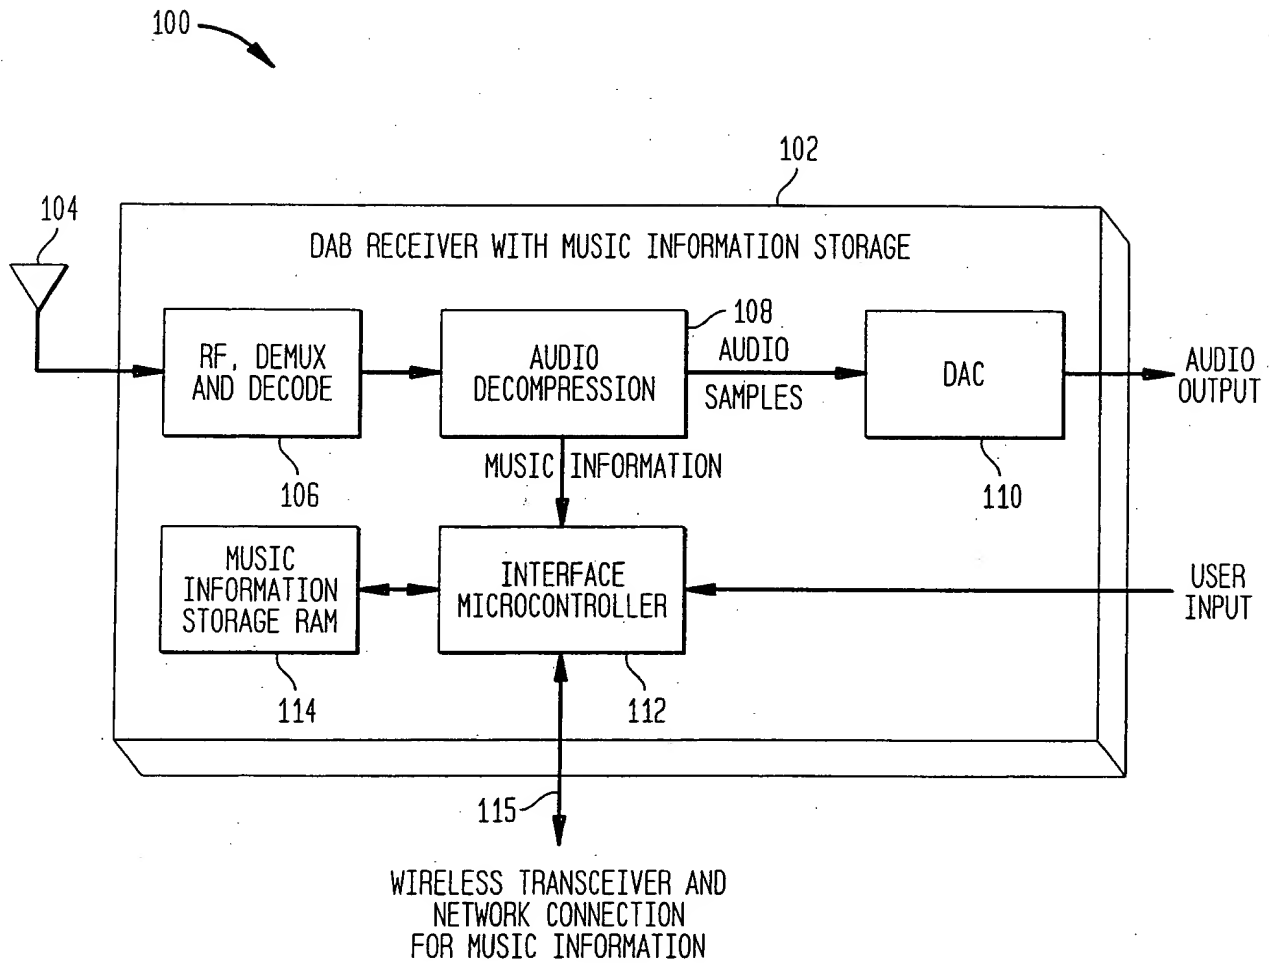 100
102
104
DAB RECEIVER WITH MUSIC INFORMATION STORAGE
108
RF, DEMUX
AND DECODE
AUDIO
DECOMPRESSION
AUDIO
SAMPLES
DAC
AUDIO
OUTPUT
106
MUSIC INFORMATION
110
MUSIC
INFORMATION
STORAGE RAM
INTERFACE
MICROCONTROLLER
USER
INPUT
114
112
115
WIRELESS TRANSCEIVER AND
NETWORK CONNECTION
FOR MUSIC INFORMATION